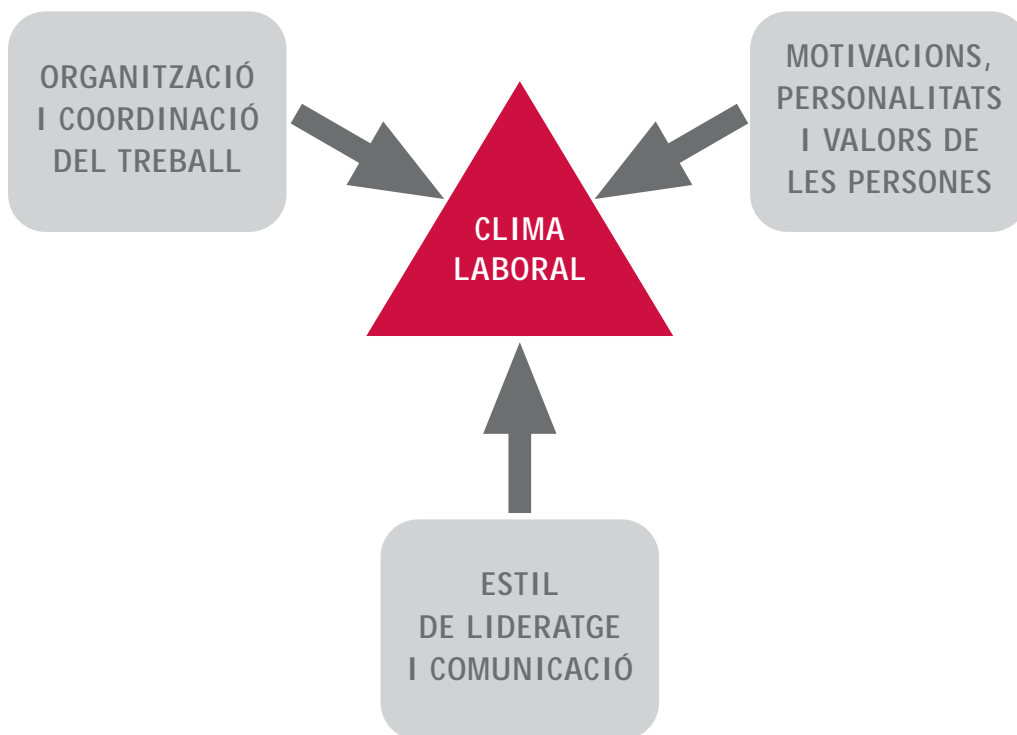 ORGANITZACIÓ
I COORDINACIÓ
DEL TREBALL
MOTIVACIONS,
PERSONALITATS
I VALORS DE
LES PERSONES
CLIMA
LABORAL
ESTIL
DE LIDERATGE
I COMUNICACIÓ